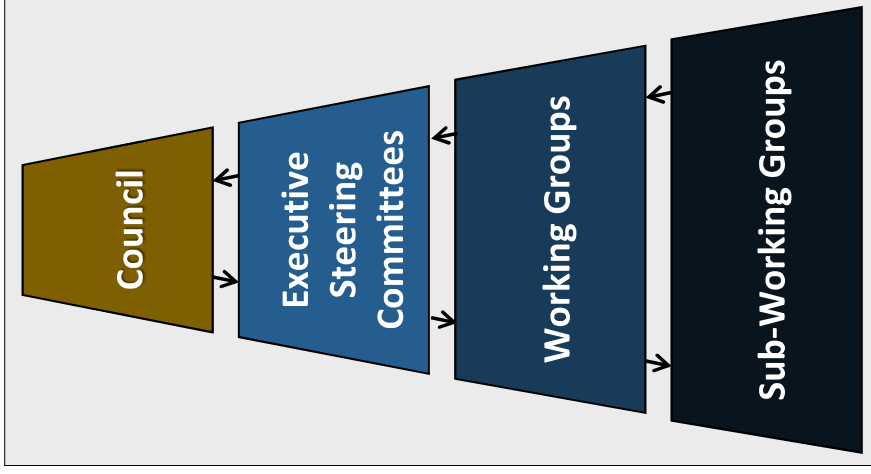 Council
Executive
Steering
Committees
Working Groups
Sub-Working Groups